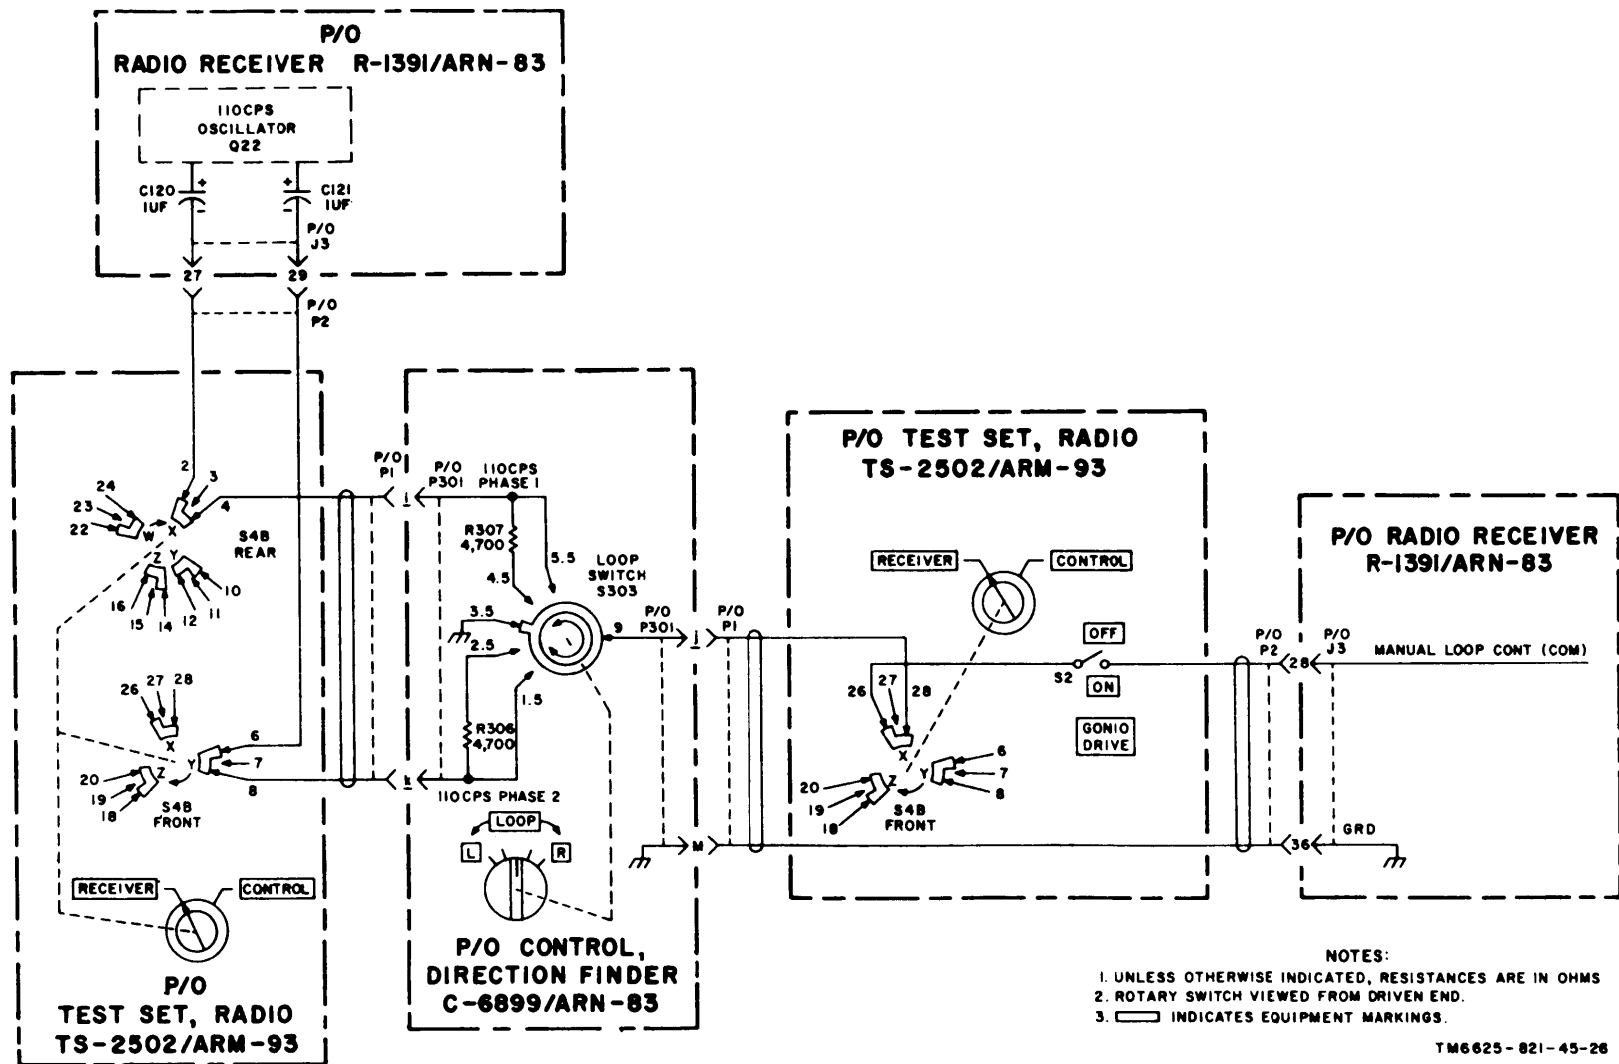 P/O
RADIO RECEIVER R-1391/ARN-83
110CPS
OSCILLATOR
Q22
C120
1UF
+
-
+
-
C121
1UF
P/O
J3
27
29
P/O
P2
2
3
4
24
23
22
W
X
Z
Y
S4B
REAR
16
15
14
12
11
10
26
27
28
X
6
7
8
Y
Z
20
19
18
S4B
FRONT
RECEIVER
CONTROL
P/O
TEST SET, RADIO
TS-2502/ARM-93
P/O
P1
P/O
P301
110CPS
PHASE 1
R307
4,700
5.5
4.5
LOOP
SWITCH
S303
3.5
2.5
1.5
9
P/O
P301
R306
4,700
k
110CPS PHASE 2
LOOP
L
R
M
P/O CONTROL,
DIRECTION FINDER
C-6899/ARN-83
P/O
P1
P/O TEST SET, RADIO
TS-2502/ARM-93
RECEIVER
CONTROL
OFF
S2
ON
GONIO
DRIVE
26
27
28
X
6
7
8
Y
Z
20
19
18
S4B
FRONT
P/O
P2
P/O
J3
28
36
P/O RADIO RECEIVER
R-1391/ARN-83
MANUAL LOOP CONT (COM)
GRD
NOTES:
1. UNLESS OTHERWISE INDICATED, RESISTANCES ARE IN OHMS
2. ROTARY SWITCH VIEWED FROM DRIVEN END.
3. INDICATES EQUIPMENT MARKINGS.
TM6625-821-45-26